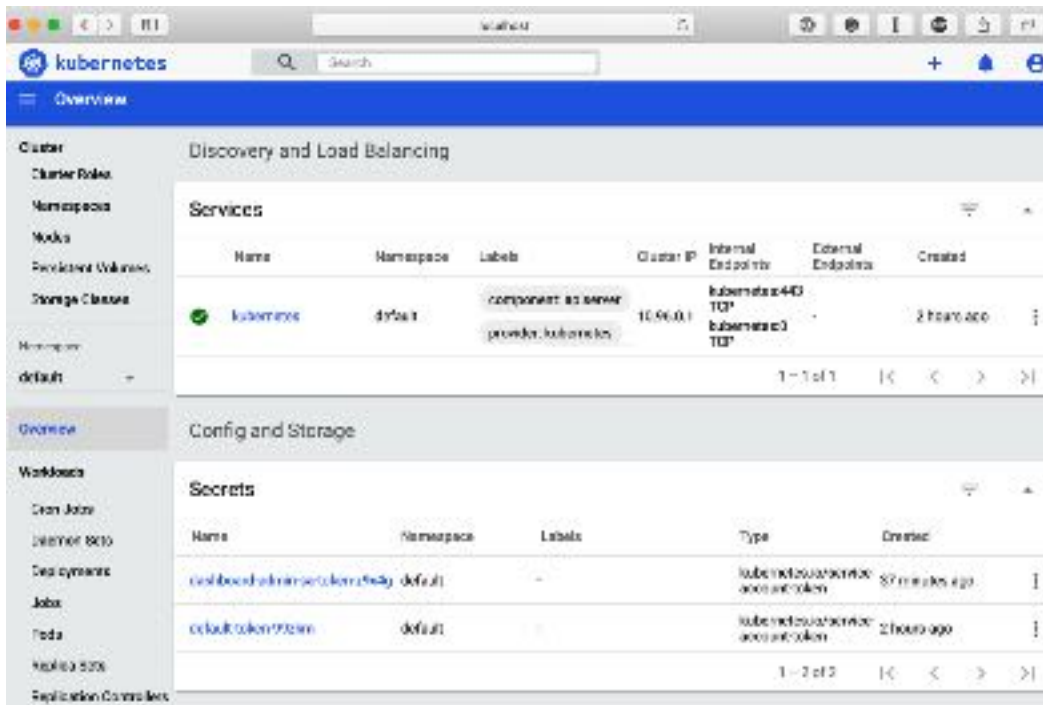 localhost
kubernetes
Search
Overview
Cluster
Cluster Roles
Namespaces
Nodes
Persistent Volumes
Storage Classes
Namespace
default
Overview
Workloads
Cron Jobs
Daemon Sets
Deployments
Jobs
Pods
Replica Sets
Replication Controllers
Discovery and Load Balancing
Services
Name Namespace Labels Cluster IP Internal Endpoints External Endpoints Created
kubernetes default component: apiserver 10.96.0.1 kubernetes:443 TCP - 2 hours ago
provider: kubernetes kubernetes:0 TCP
1 – 1 of 1
Config and Storage
Secrets
Name Namespace Labels Type Created
default - kubernetes.io/service-account-token 37 minutes ago
default - kubernetes.io/service-account-token 2 hours ago
1 – 2 of 2